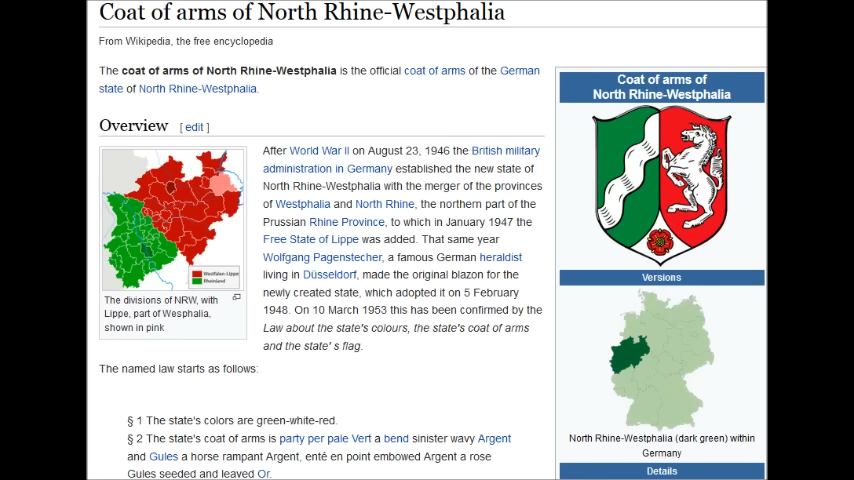 Coat of arms of North Rhine-Westphalia
From Wikipedia, the free encyclopedia
The coat of arms of North Rhine-Westphalia is the official coat of arms of the German
state of North Rhine-Westphalia.
Overview [ edit ]
After World War II on August 23, 1946 the British military
administration in Germany established the new state of
North Rhine-Westphalia with the merger of the provinces
of Westphalia and North Rhine, the northern part of the
Prussian Rhine Province, to which in January 1947 the
Free State of Lippe was added. That same year
Wolfgang Pagenstecher, a famous German heraldist
living in Düsseldorf, made the original blazon for the
newly created state, which adopted it on 5 February
1948. On 10 March 1953 this has been confirmed by the
Law about the state's colours, the state's coat of arms
and the state' s flag.
Westfalen-Lippe
Rheinland
The divisions of NRW, with
Lippe, part of Wesphalia,
shown in pink
The named law starts as follows:
§ 1 The state's colors are green-white-red.
§ 2 The state's coat of arms is party per pale Vert a bend sinister wavy Argent
and Gules a horse rampant Argent, enté en point embowed Argent a rose
Gules seeded and leaved Or.
Coat of arms of
North Rhine-Westphalia
Versions
North Rhine-Westphalia (dark green) within
Germany
Details